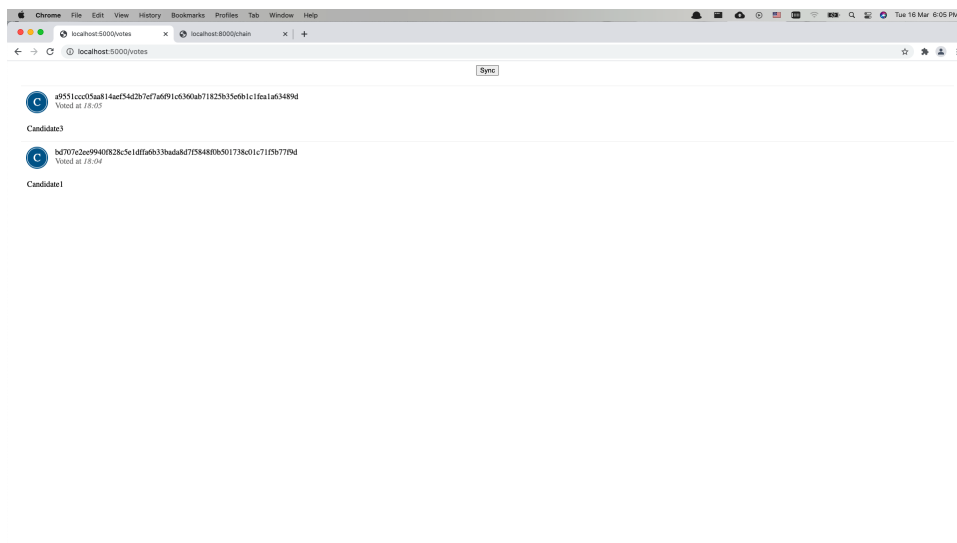 Chrome File Edit View History Bookmarks Profiles Tab Window Help Tue 16 Mar 6:05 PM
localhost:5000/votes localhost:8000/chain
localhost:5000/votes
Sync
C
a9551ccc05aa814aef54d2b7ef7a6f91c6360ab71825b35e6b1c1fea1a63489d
Voted at 18:05
Candidate3
C
bd707e2ee9940f828c5e1dffa6b33bada8d7f5848f0b501738c01c71f5b77f9d
Voted at 18:04
Candidate1